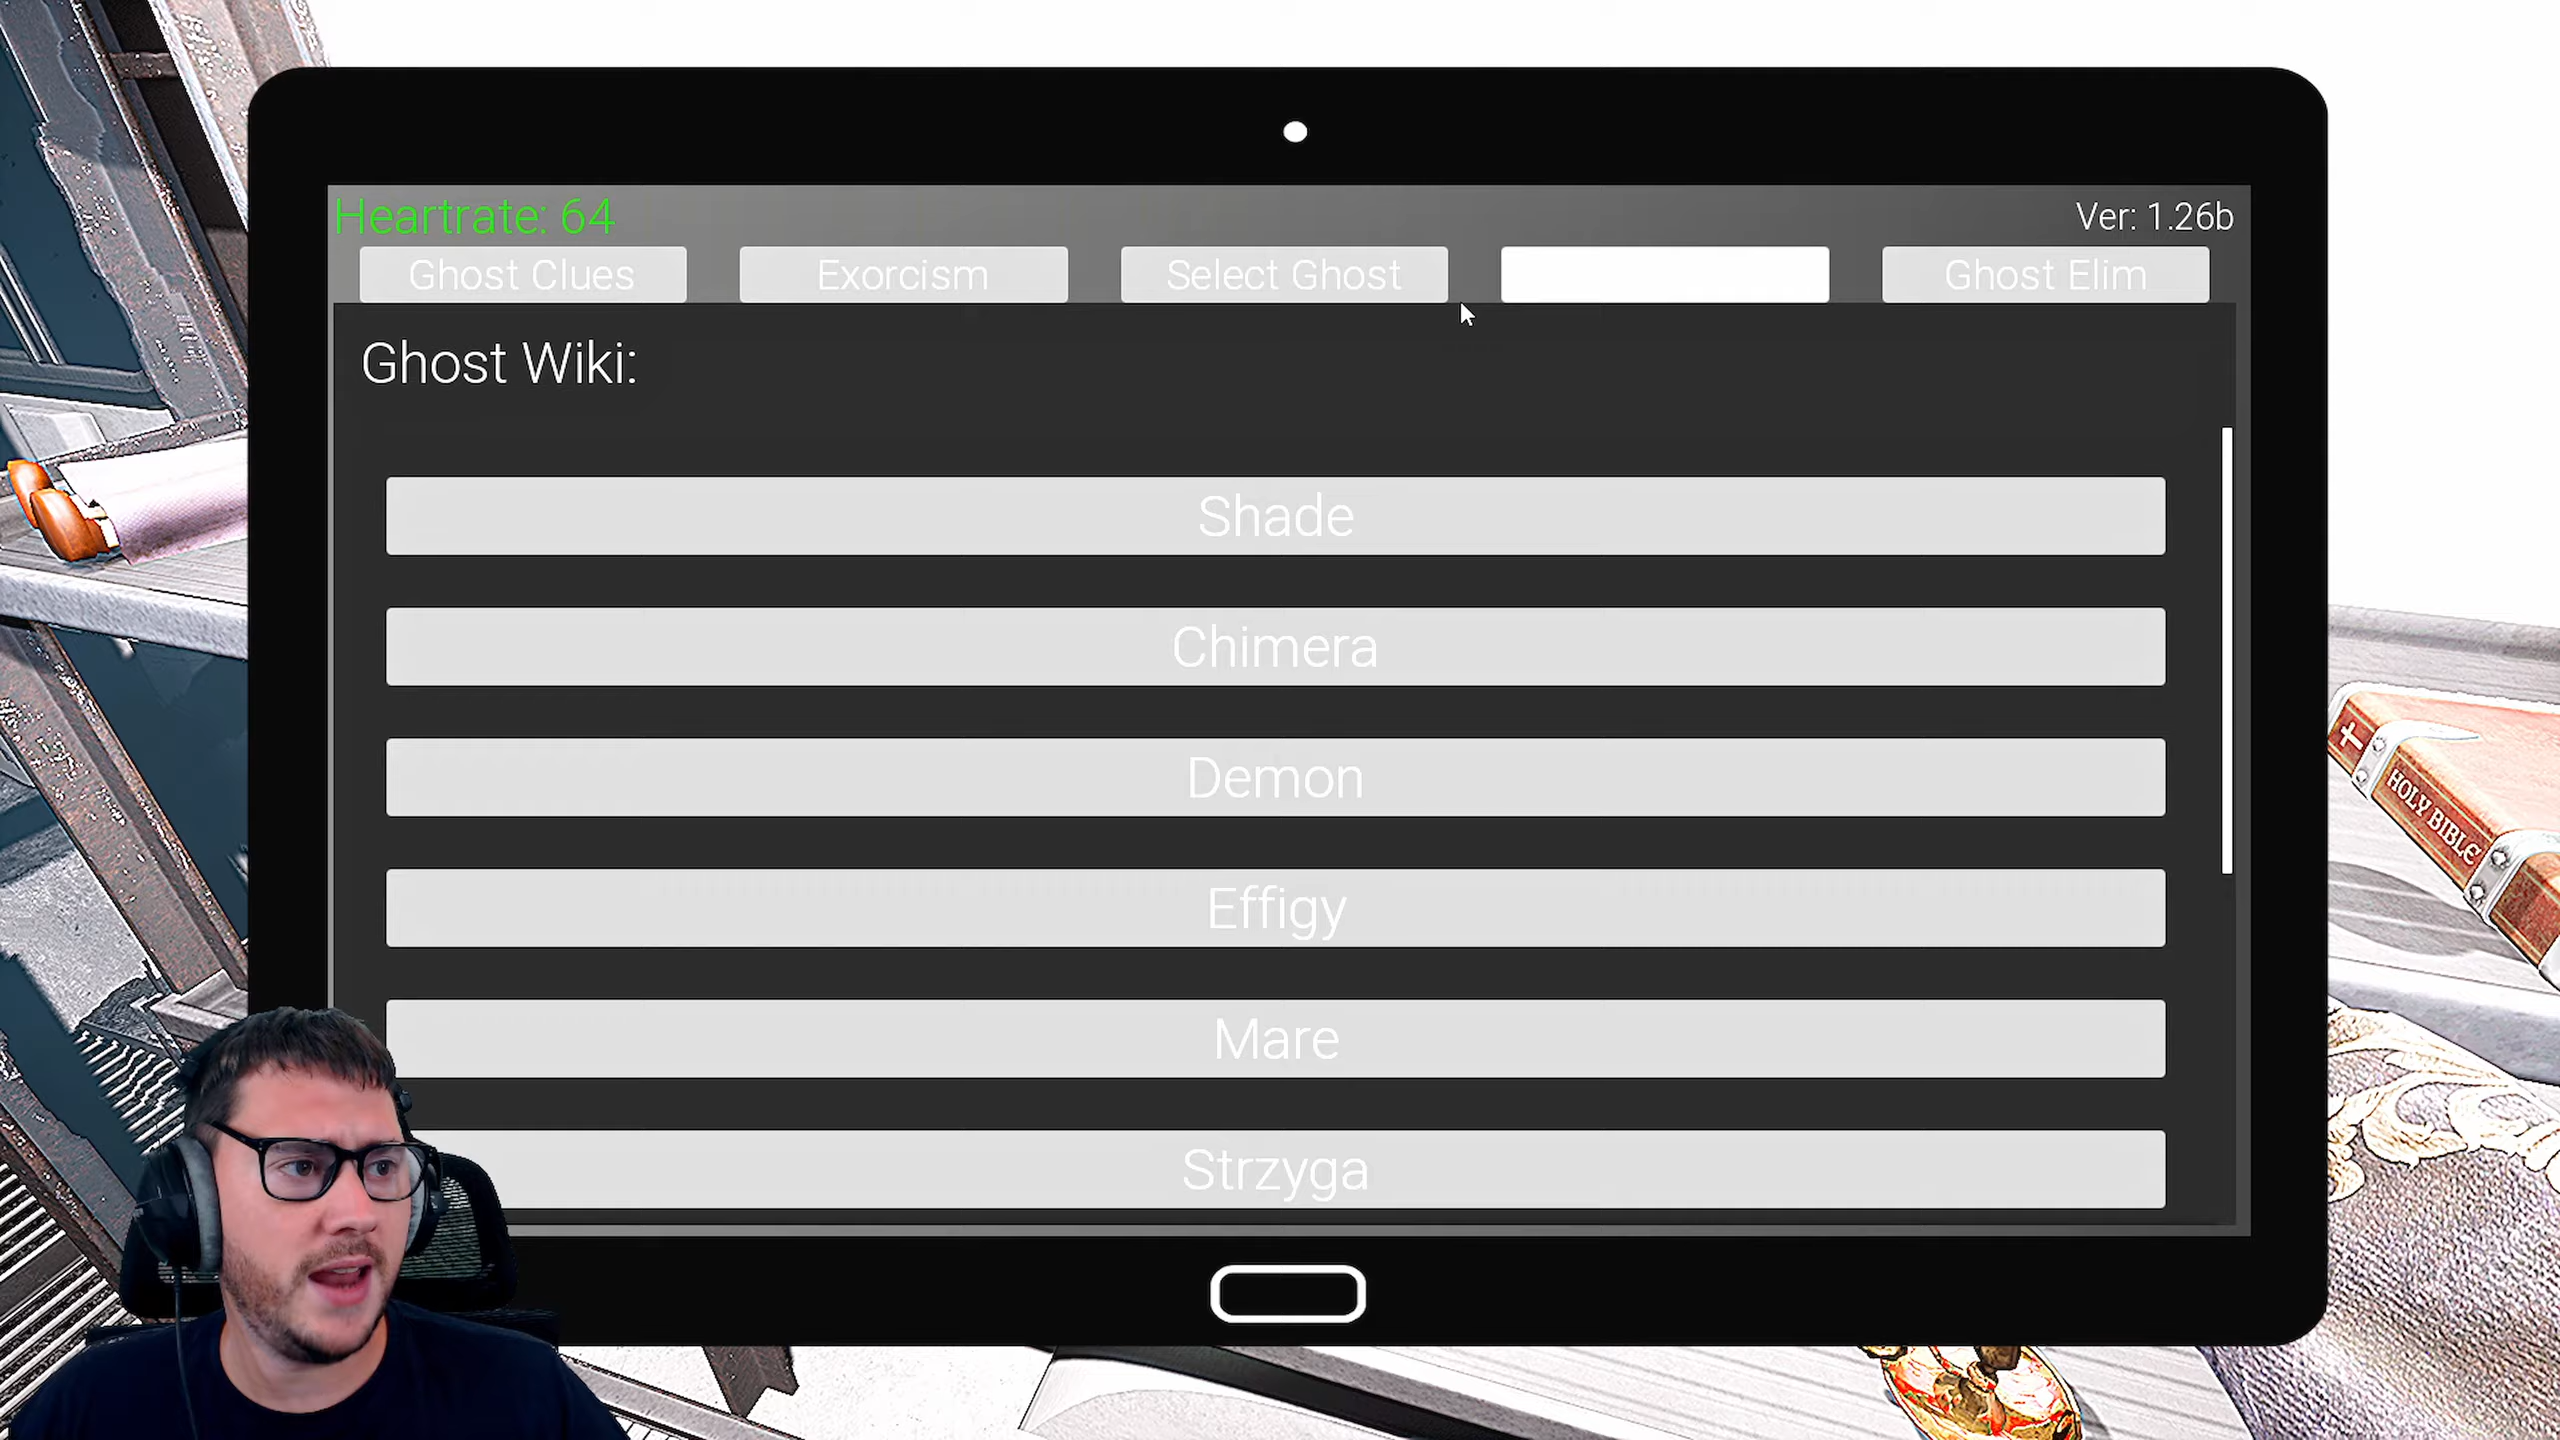 Heartrate: 64
Ver: 1.26b
Ghost Clues
Exorcism
Select Ghost
Ghost Elim
Ghost Wiki:
Shade
Chimera
Demon
Effigy
Mare
Strzyga
HOLY BIBLE